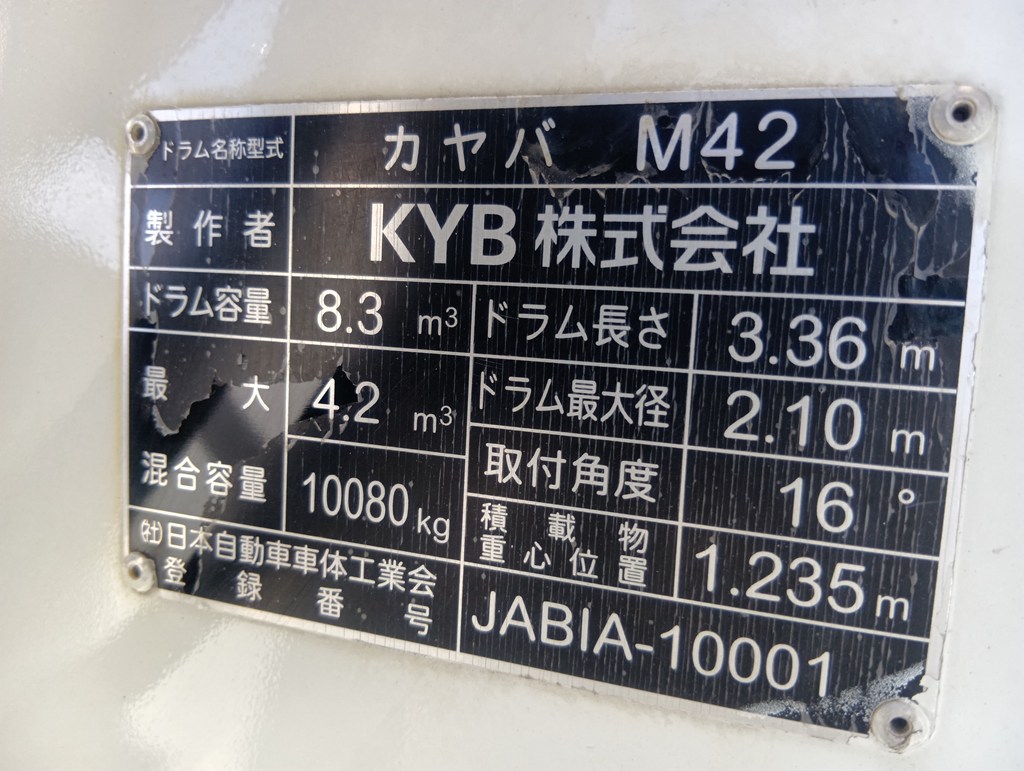 ドラム名称型式 カヤバ M42
製作者 KYB 株式会社
ドラム容量 8.3 m³ ドラム長さ 3.36 m
最大混合容量 4.2 m³ ドラム最大径 2.10 m
10080 kg 取付角度 16°
積載物重心位置 1.235 m
(社)日本自動車車体工業会
登録番号 JABIA-10001